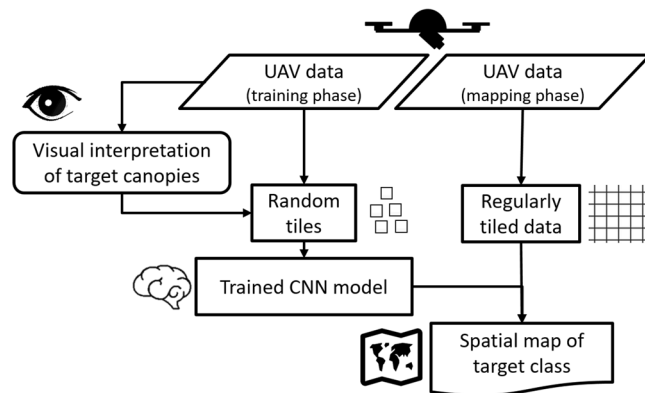 UAV data
(training phase)
UAV data
(mapping phase)
Visual interpretation
of target canopies
Random
tiles
Regularly
tiled data
Trained CNN model
Spatial map of
target class